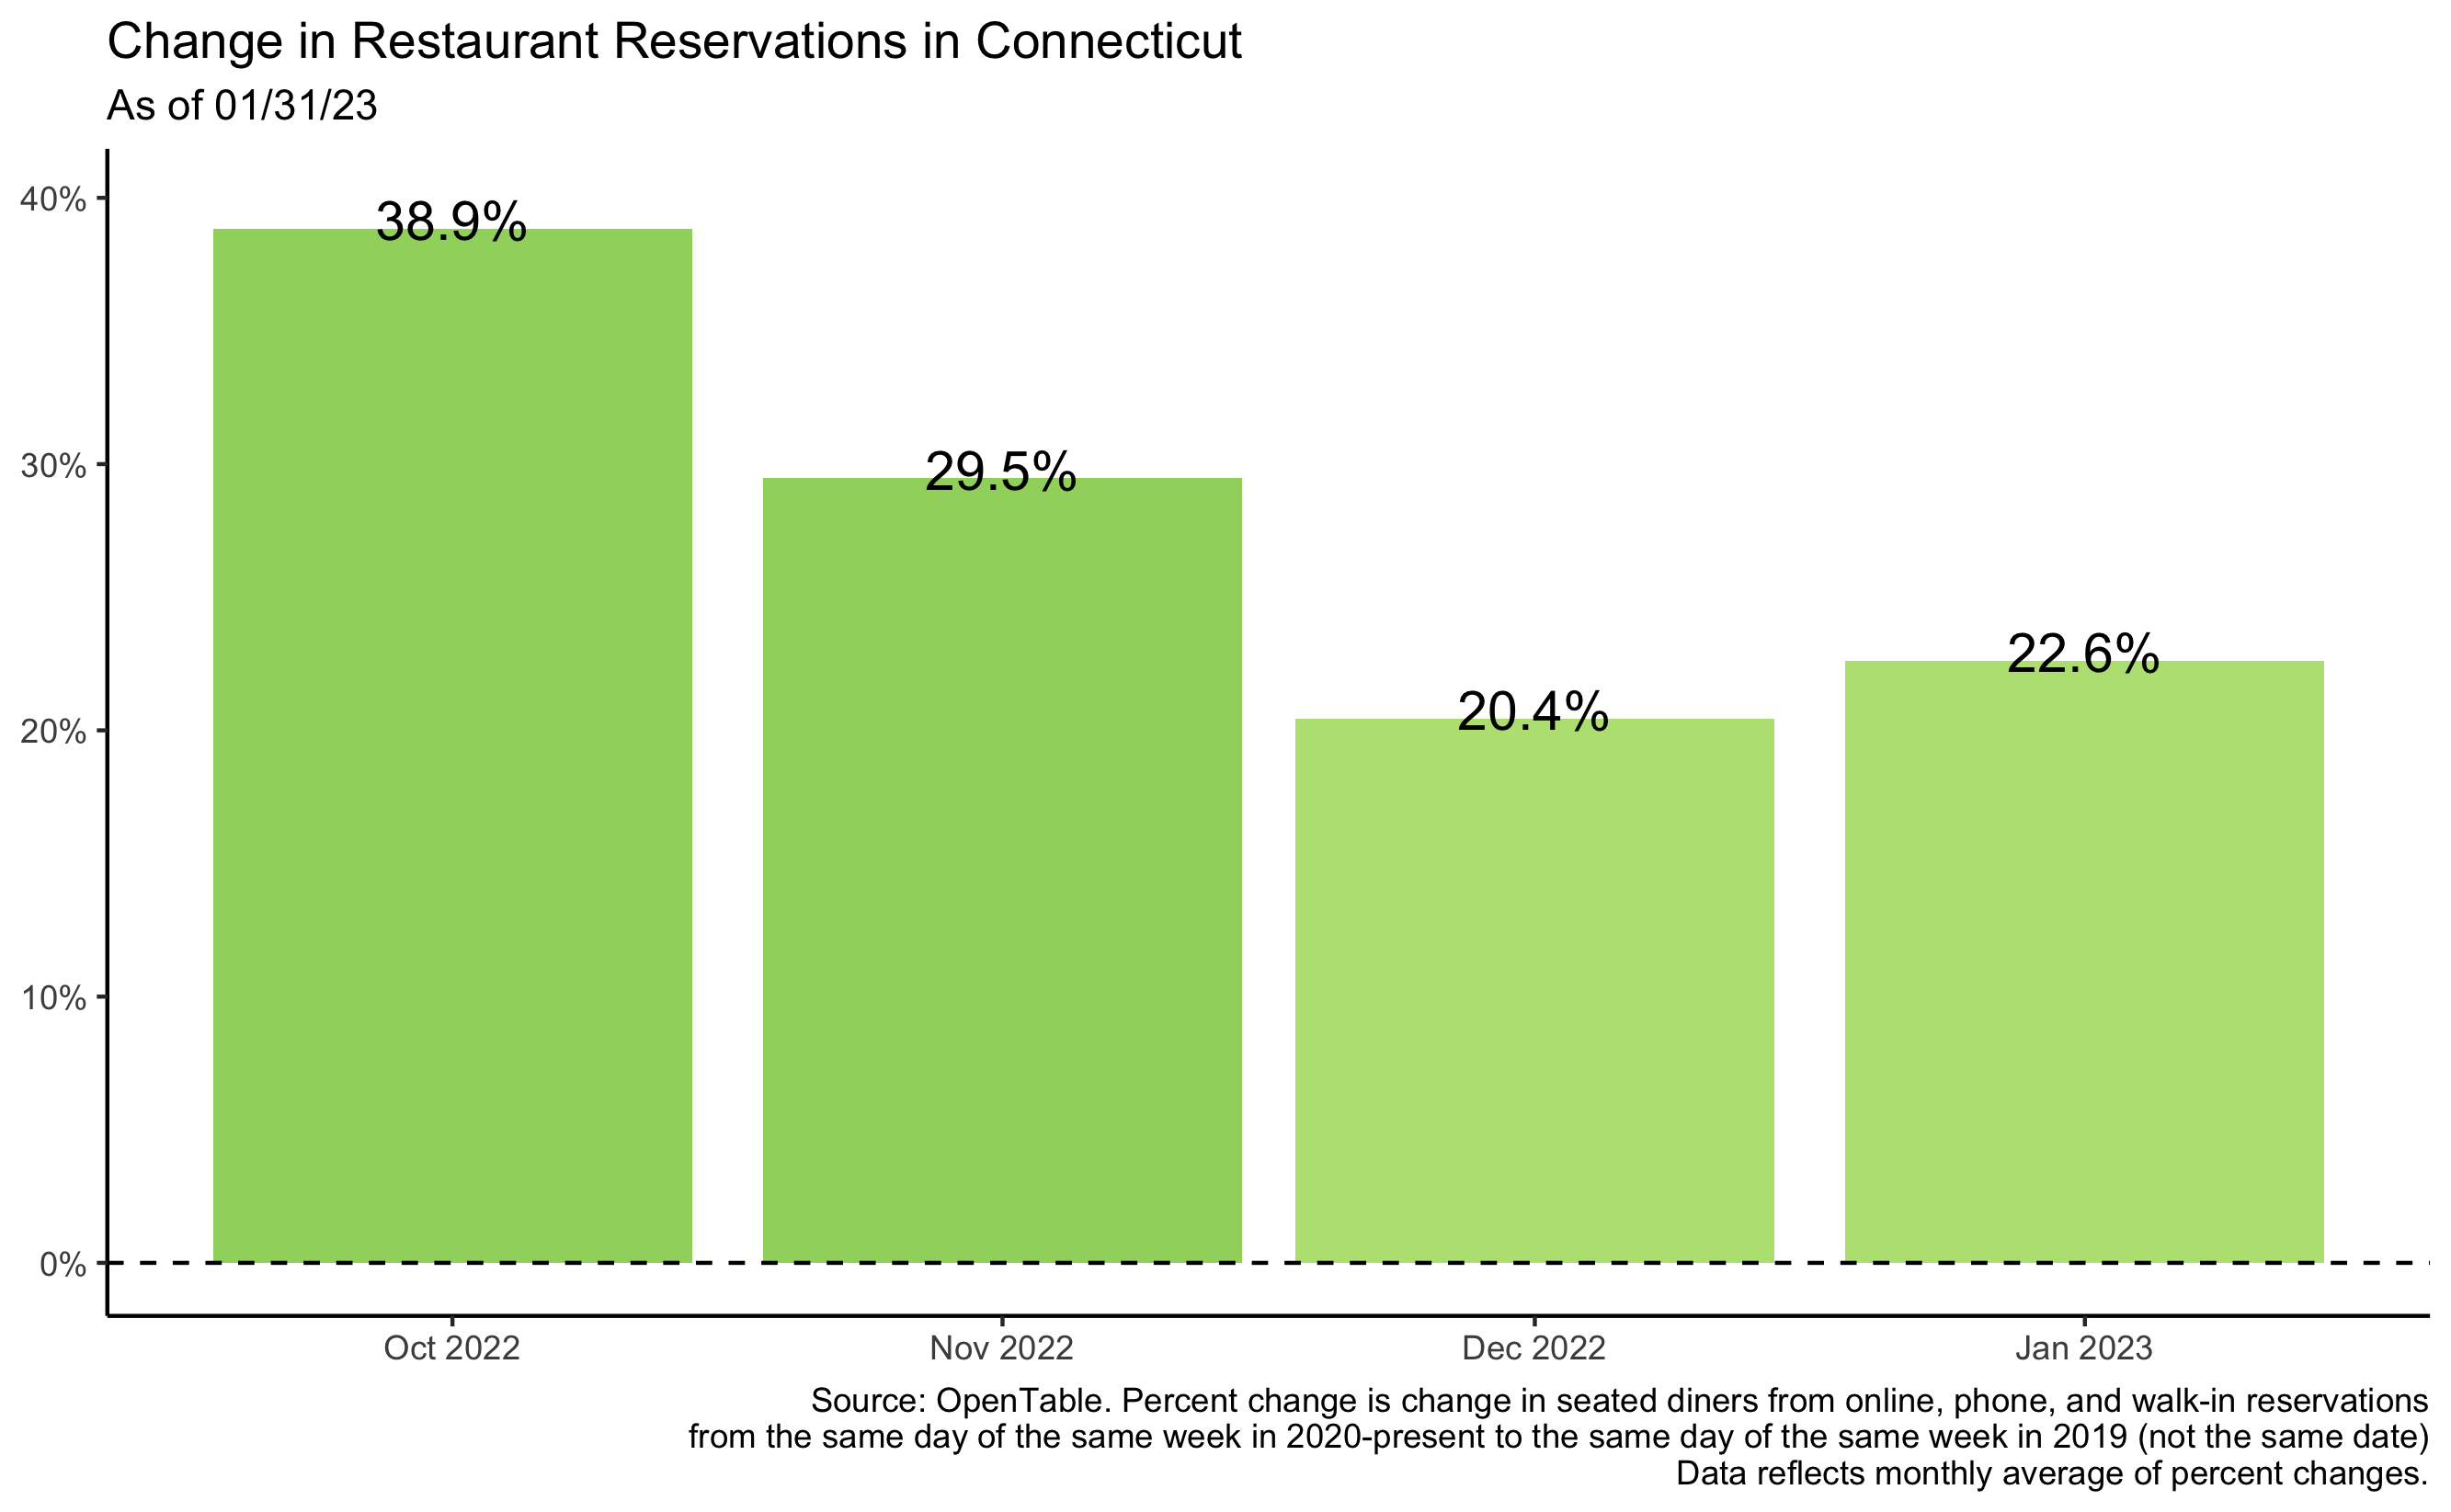 Change in Restaurant Reservations in Connecticut
As of 01/31/23
40%
30%
20%
10%
0%
38.9%
29.5%
20.4%
22.6%
Oct 2022
Nov 2022
Dec 2022
Jan 2023
Source: OpenTable. Percent change is change in seated diners from online, phone, and walk-in reservations
from the same day of the same week in 2020-present to the same day of the same week in 2019 (not the same date)
Data reflects monthly average of percent changes.